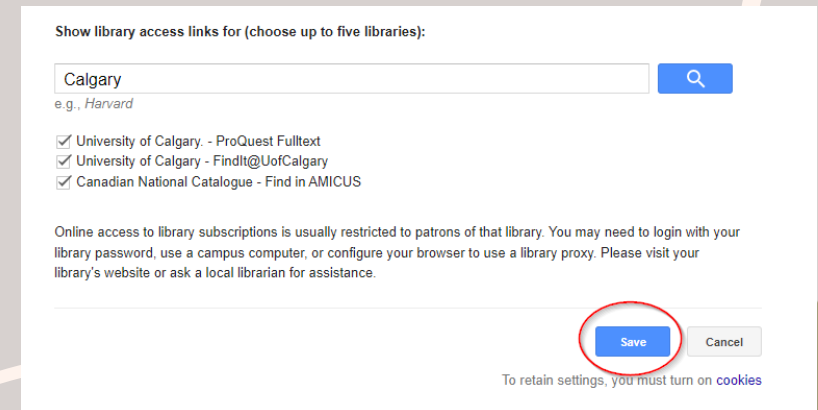 Show library access links for (choose up to five libraries):
Calgary
e.g., Harvard
University of Calgary. - ProQuest Fulltext
University of Calgary - FindIt@UofCalgary
Canadian National Catalogue - Find in AMICUS
Online access to library subscriptions is usually restricted to patrons of that library. You may need to login with your
library password, use a campus computer, or configure your browser to use a library proxy. Please visit your
library's website or ask a local librarian for assistance.
Save Cancel
To retain settings, you must turn on cookies